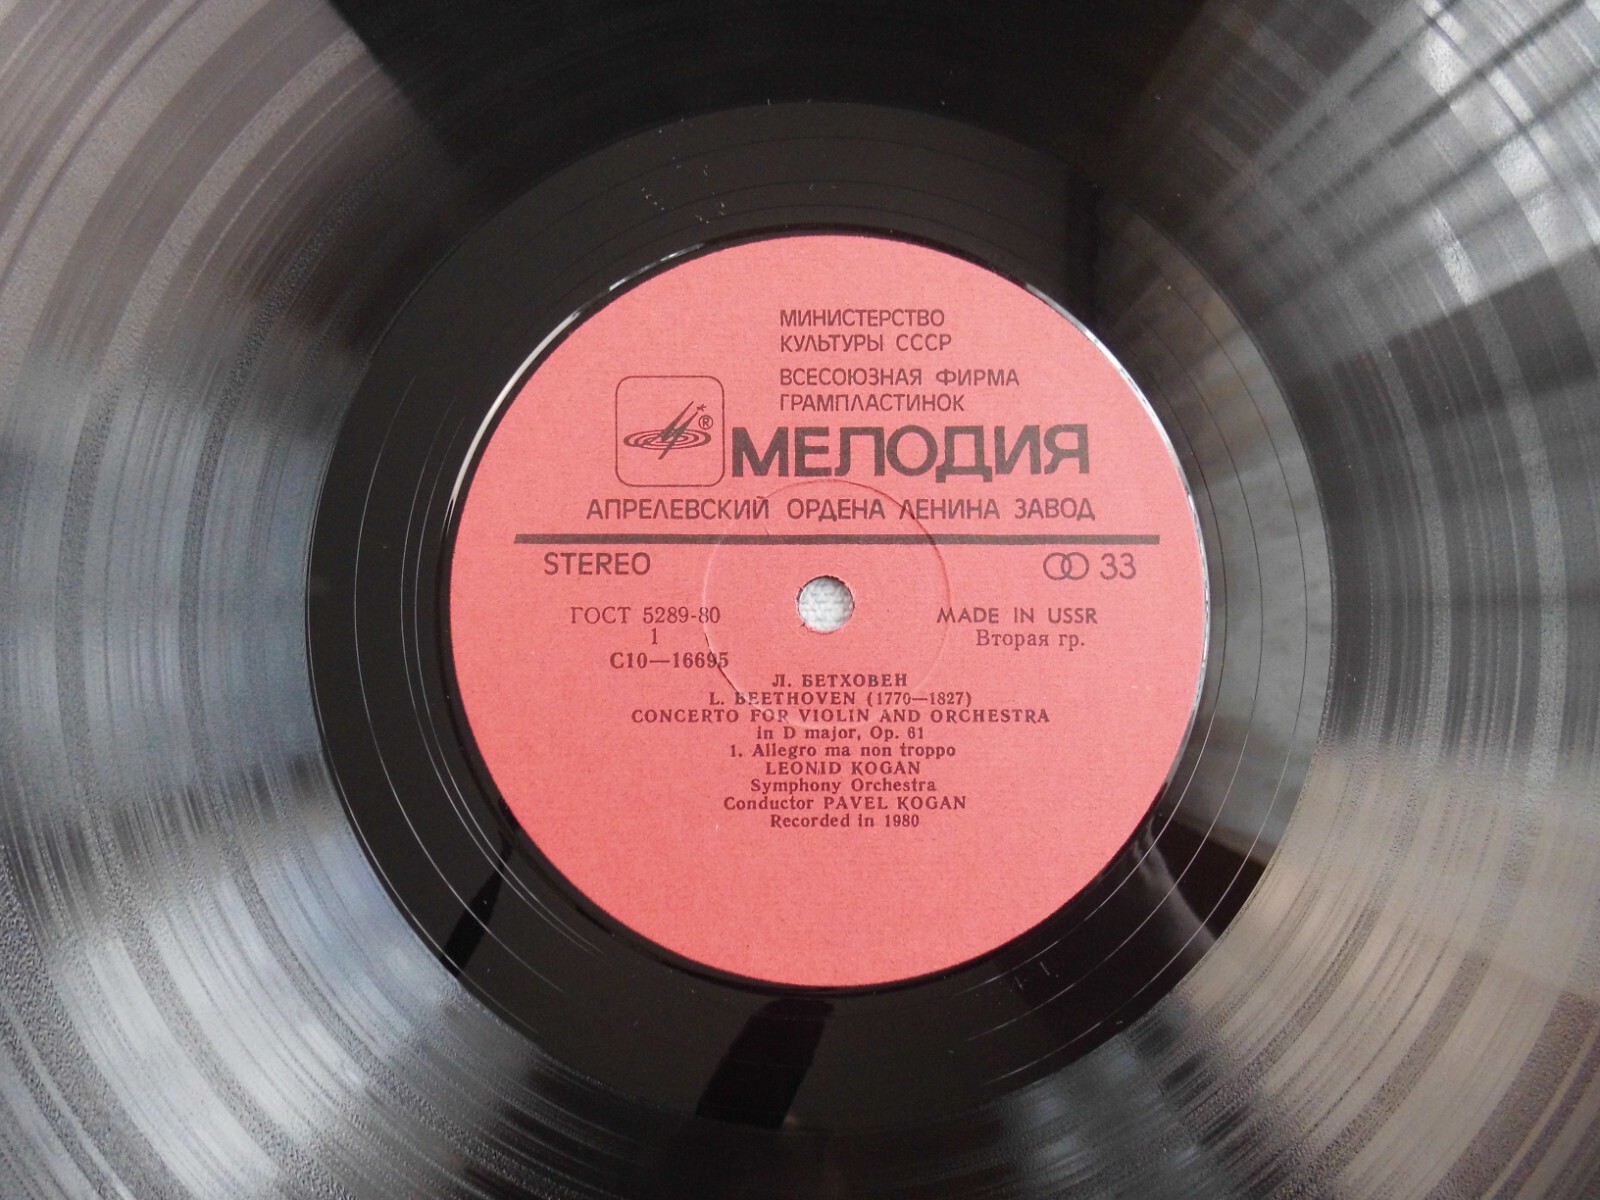 МИНИСТЕРСТВО
КУЛЬТУРЫ СССР
ВСЕСОЮЗНАЯ ФИРМА
ГРАМПЛАСТИНОК
®
МЕЛОДИЯ
АПРЕЛЕВСКИЙ ОРДЕНА ЛЕНИНА ЗАВОД
STEREO 33
ГОСТ 5289-80 MADE IN USSR
1 Вторая гр.
С10—16695
Л. БЕТХОВЕН
L. BEETHOVEN (1770—1827)
CONCERTO FOR VIOLIN AND ORCHESTRA
in D major, Op. 61
1. Allegro ma non troppo
LEONID KOGAN
Symphony Orchestra
Conductor PAVEL KOGAN
Recorded in 1980